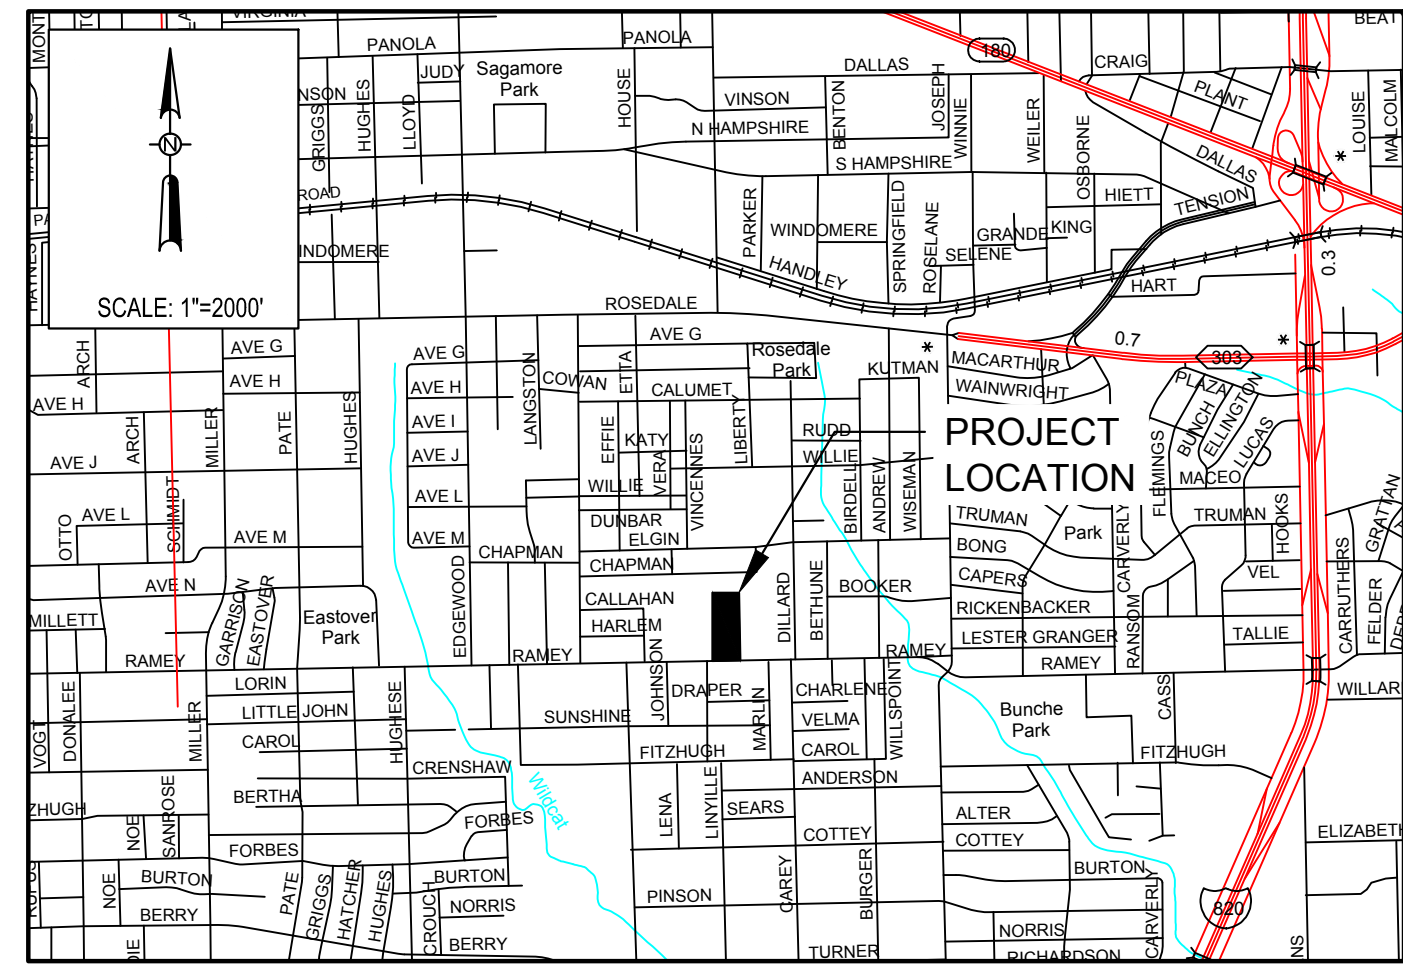 VIRGINIA
MONT
PANOLA
PANOLA
BEAT
180
CRAIG
DALLAS
JUDY
Sagamore
Park
NSON
GRIGGS
HUGHES
LLOYD
HOUSE
VINSON
N HAMPSHIRE
BENTON
JOSEPH
WINNIE
WEILER
OSBORNE
PLANT
LOUISE
MALCOLM
S HAMPSHIRE
DALLAS
*
N
ROAD
PARKER
WINDOMERE
SPRINGFIELD
ROSELANE
GRANDE
KING
HIETT
TENSION
SELENE
HAYNES
INDOMERE
HANDLEY
HART
0.3
SCALE: 1"=2000'
ROSEDALE
AVE G
AVE G
AVE G
Rosedale
Park
*
KUTMAN
MACARTHUR
WAINWRIGHT
0.7
303
*
ARCH
AVE H
AVE H
AVE H
LANGSTON
COWAN
ETTA
CALUMET
LIBERTY
PLAZA
BUNCH
ELLINGTON
LUCAS
ARCH
MILLER
PATE
HUGHES
AVE I
AVE J
AVE J
EFFIE
KATY
VERA
VINCENNES
RUDD
WILLIE
BIRDELL
ANDREW
WISEMAN
PROJECT
LOCATION
FLEMINGS
MACEO
AVE L
AVE L
WILLIE
DUNBAR
ELGIN
TRUMAN
Park
CARVERLY
TRUMAN
HOOKS
GRATTAN
OTTO
SCHMIDT
AVE M
AVE M
CHAPMAN
CHAPMAN
BONG
CAPERS
VEL
CARRUTHERS
FELDER
AVE N
GARRISON
EASTOVER
Eastover
Park
EDGEWOOD
CALLAHAN
HARLEM
DILLARD
BETHUNE
BOOKER
RICKENBACKER
LESTER GRANGER
RANSOM
TALLIE
MILLETT
RAMEY
RAMEY
JOHNSON
RAMEY
RAMEY
LORIN
DRAPER
MARLIN
CHARLENE
WILLSPOINT
CASS
WILLAR
VOGT
DONALEE
MILLER
LITTLE JOHN
HUGHESE
SUNSHINE
VELMA
Bunche
Park
CAROL
FITZHUGH
CAROL
FITZHUGH
CRENSHAW
Wildcat
ANDERSON
BERTHA
LENA
LINYILLE
SEARS
ZHUGH
NOE
SANROSE
FORBES
COTTEY
ALTER
COTTEY
ELIZABETH
FORBES
BURTON
NOE
BURTON
PATE
GRIGGS
HATCHER
HUGHES
CROUCH
NORRIS
PINSON
CAREY
BURGER
BURTON
CARVERLY
820
BERRY
BERRY
TURNER
NORRIS
RICHARDSON
NS
DIE